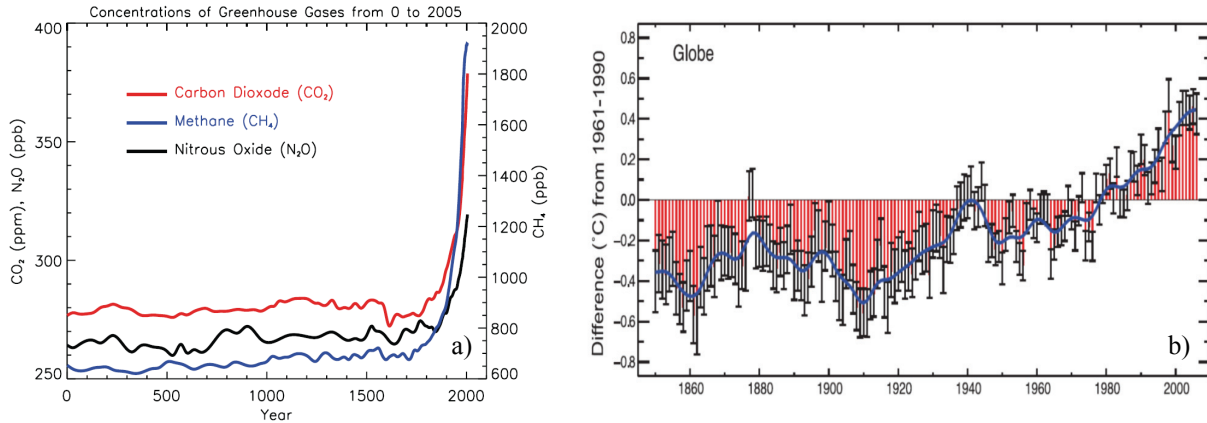 Concentrations of Greenhouse Gases from 0 to 2005
400
350
300
250
CO₂ (ppm), N₂O (ppb)
2000
1800
1600
1400
1200
1000
800
600
CH₄ (ppb)
Carbon Dioxode (CO₂)
Methane (CH₄)
Nitrous Oxide (N₂O)
a)
0 500 1000 1500 2000
Year
Globe
0.8
0.6
0.4
0.2
0.0
-0.2
-0.4
-0.6
-0.8
Difference (°C) from 1961-1990
b)
1860 1880 1900 1920 1940 1960 1980 2000